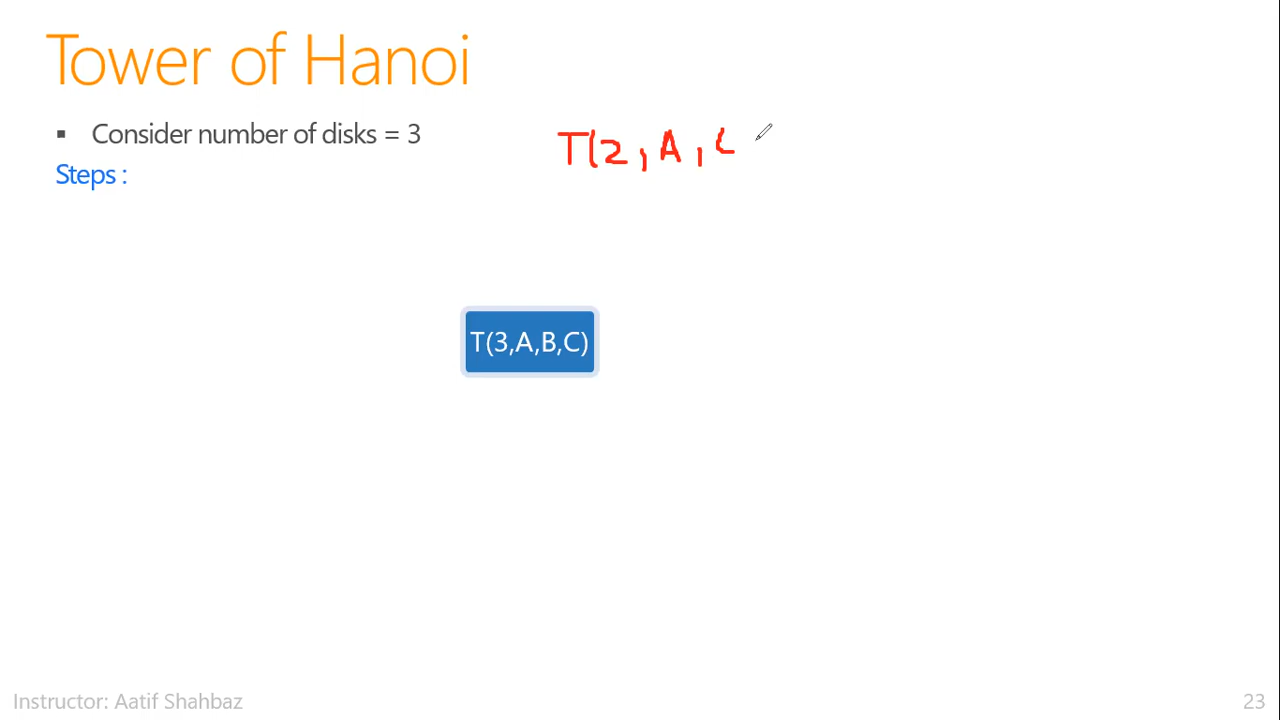 Tower of Hanoi
▪ Consider number of disks = 3
T(2, A, C
Steps :
T(3,A,B,C)
Instructor: Aatif Shahbaz
23